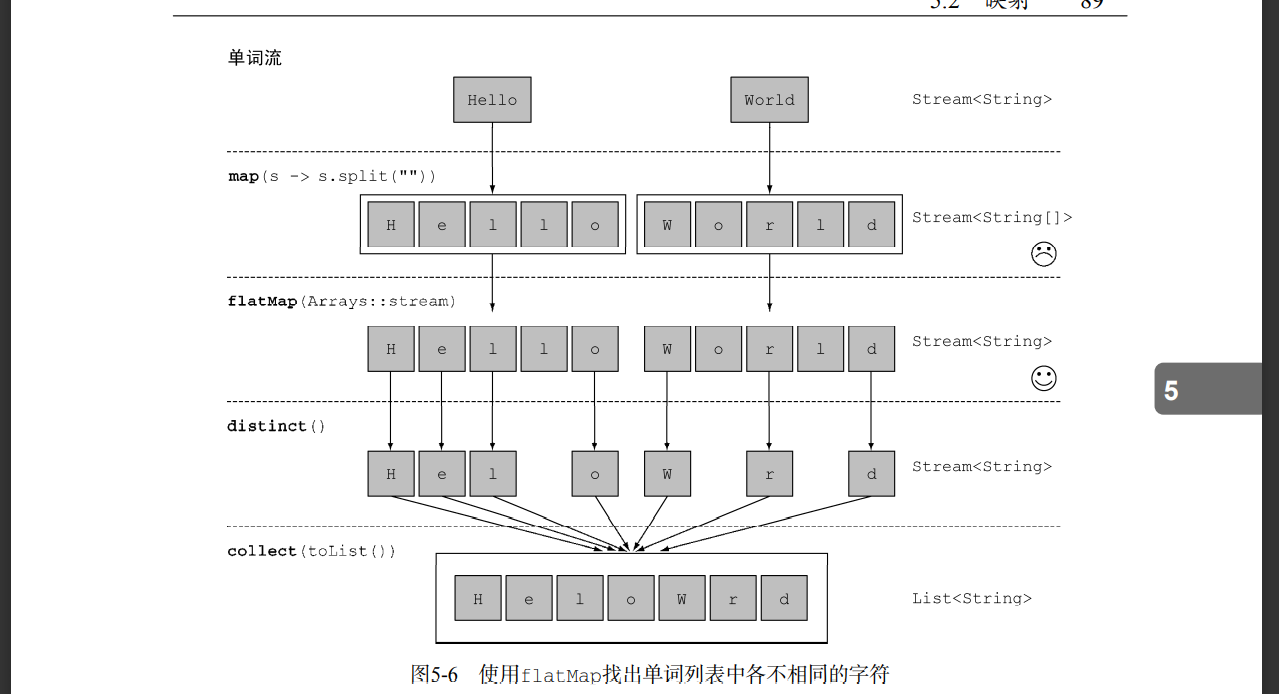 5.2 映射 89
单词流
Hello World Stream<String>
map(s -> s.split(""))
H e l l o W o r l d Stream<String[]>
flatMap(Arrays::stream)
H e l l o W o r l d Stream<String>
5
distinct()
H e l o W r d Stream<String>
collect(toList())
H e l o W r d List<String>
图5-6 使用flatMap找出单词列表中各不相同的字符